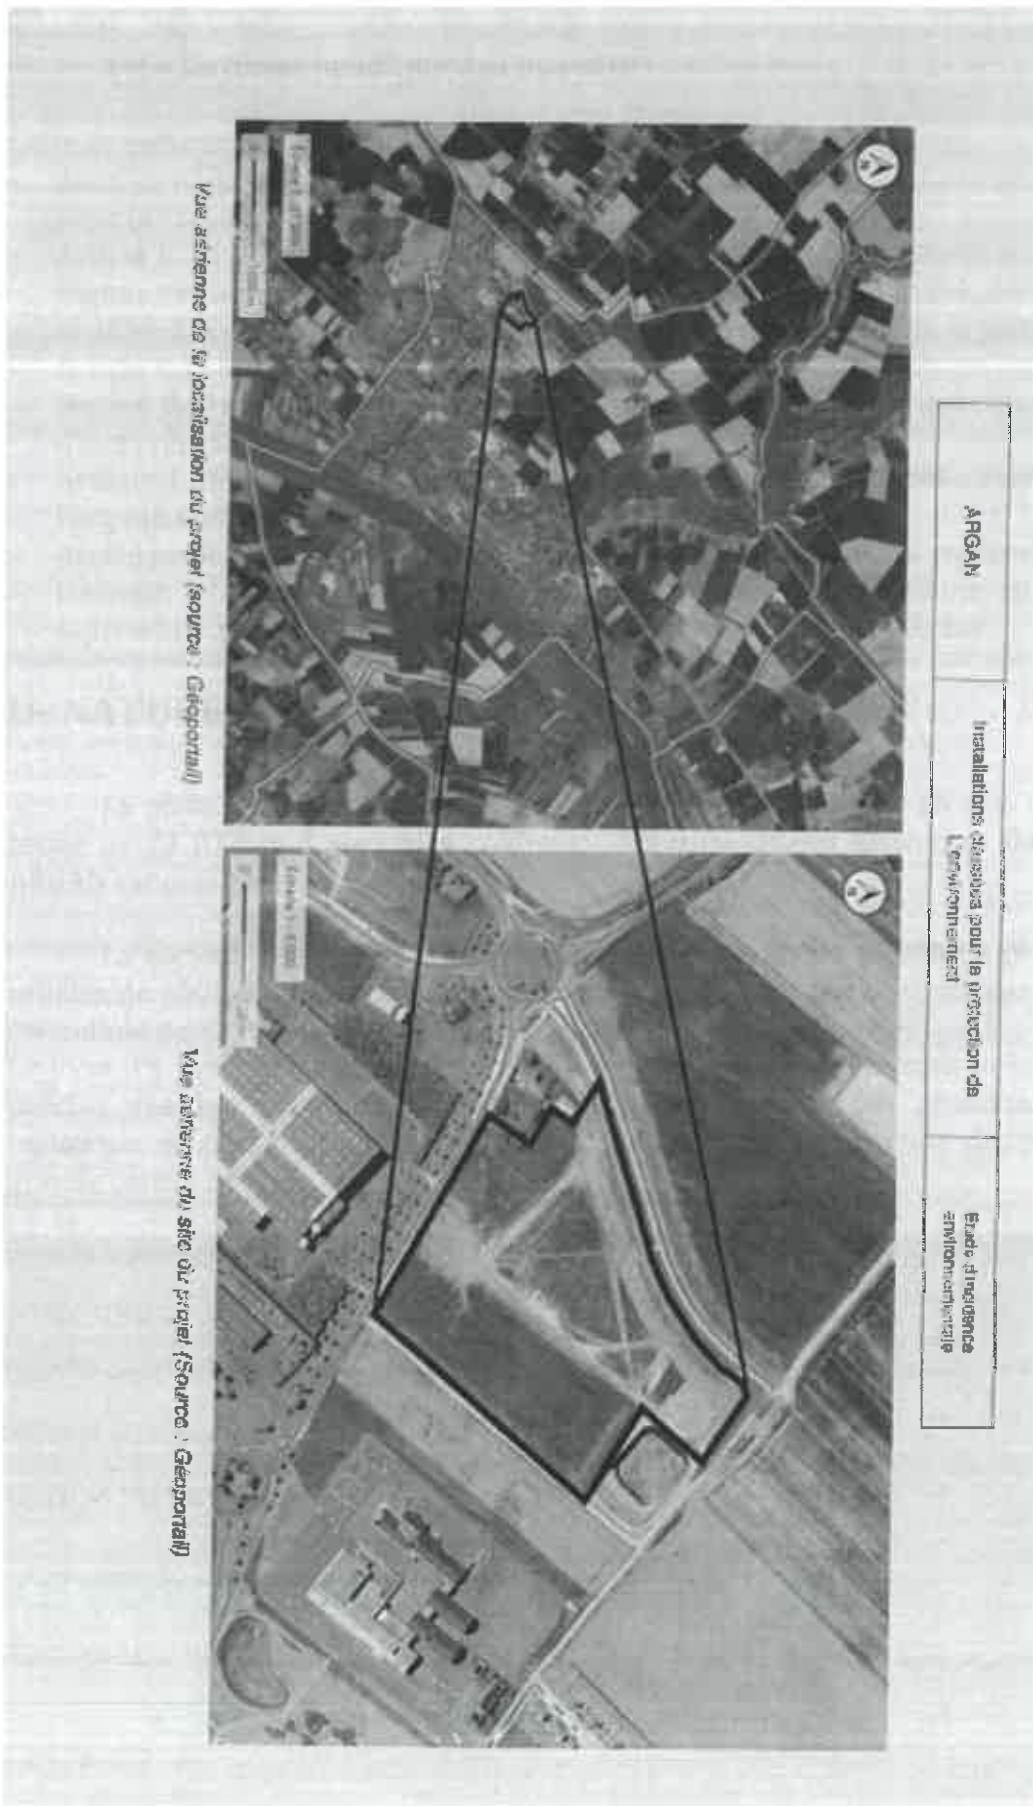 ARGAN
Installations classées pour la protection de
L'environnement
Etude d'incidence
environnementale
Vue aérienne de la localisation du projet (source : Géoportail)
Vue aérienne du site du projet (Source : Géoportail)